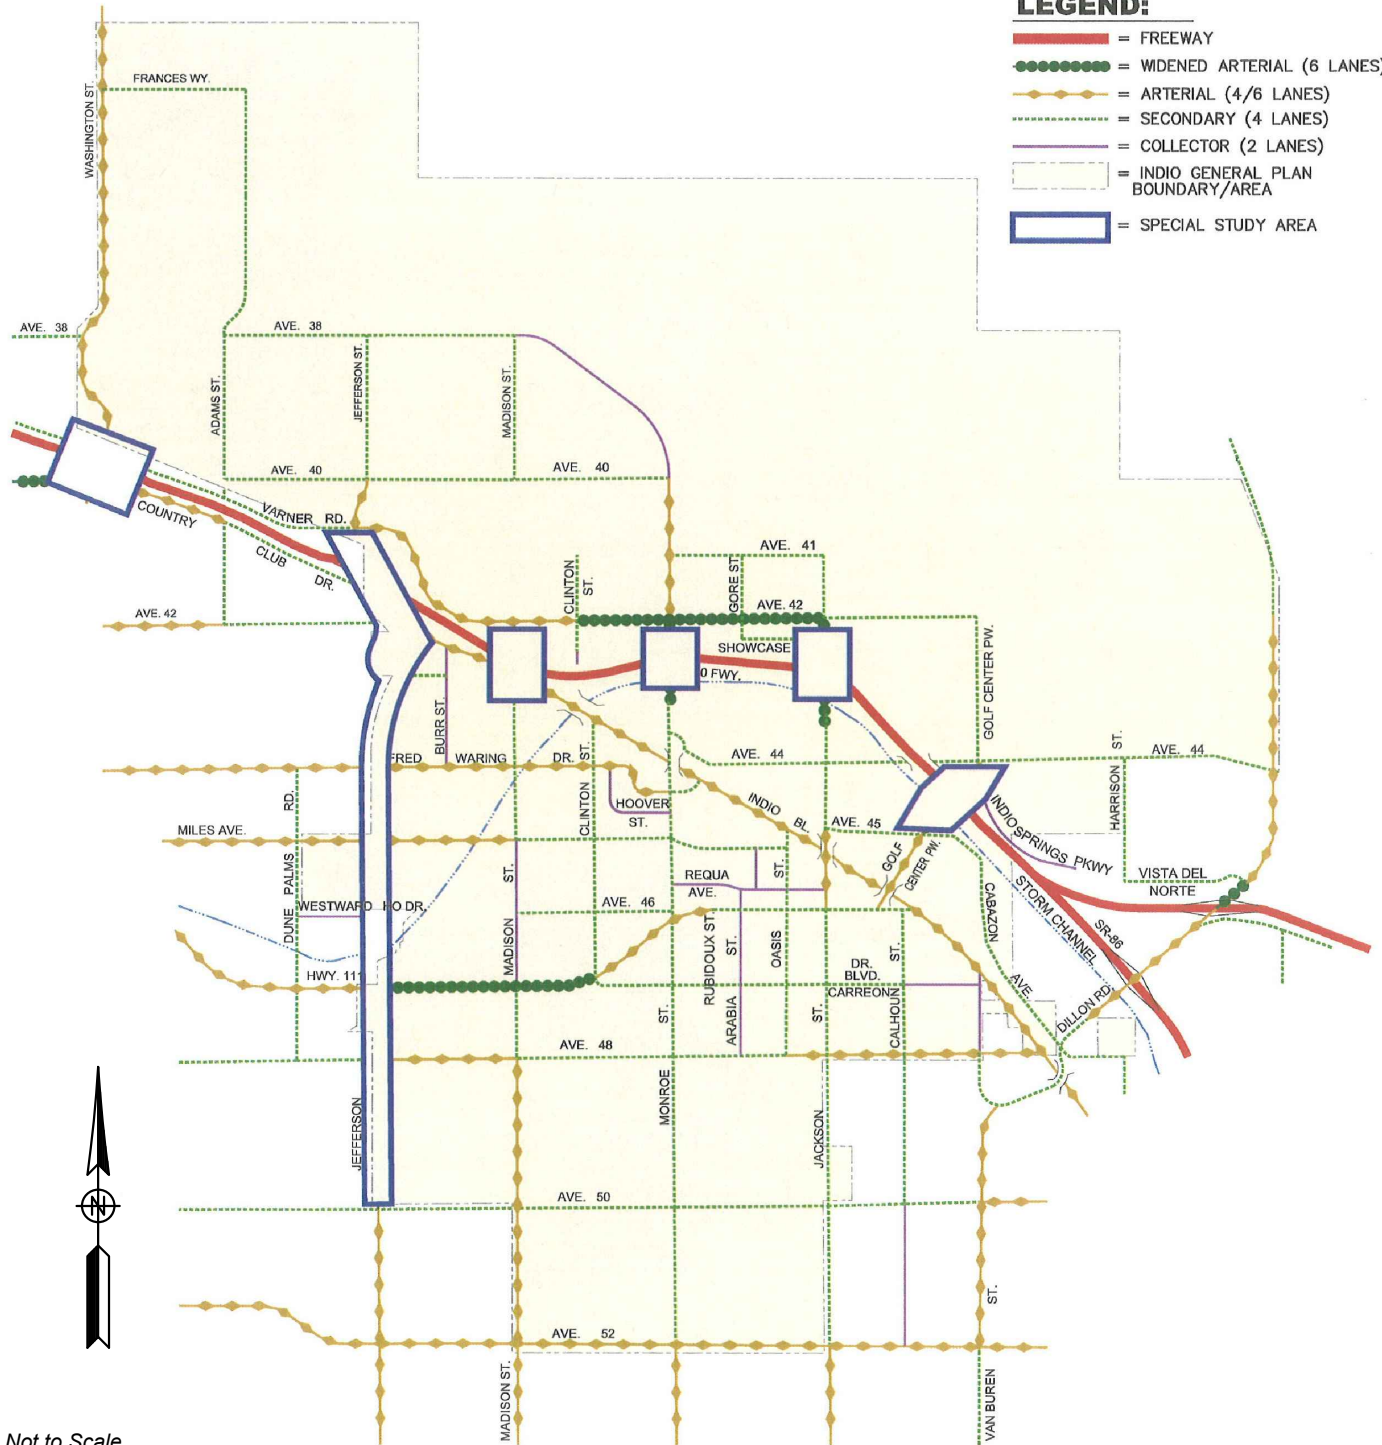 LEGEND:
= FREEWAY
= WIDENED ARTERIAL (6 LANES)
= ARTERIAL (4/6 LANES)
= SECONDARY (4 LANES)
= COLLECTOR (2 LANES)
= INDIO GENERAL PLAN
BOUNDARY/AREA
= SPECIAL STUDY AREA
FRANCES WY.
WASHINGTON ST.
AVE. 38
AVE. 38
ADAMS ST.
JEFFERSON ST.
MADISON ST.
AVE. 40
AVE. 40
COUNTRY
CLUB
DR.
VARNER RD.
AVE. 41
CLINTON
ST.
GORE ST.
AVE. 42
AVE. 42
SHOWCASE
0 FWY.
GOLF CENTER PW.
BURR ST.
AVE. 44
ST.
AVE. 44
FRED WARING DR.
RD.
CLINTON
ST.
HOOVER
ST.
INDIO BL.
AVE. 45
HARRISON
MILES AVE.
GOLF
CENTER PW.
INDIO SPRINGS PKWY
DUNE PALMS
ST.
REQUA
AVE.
ST.
VISTA DEL
NORTE
WESTWARD HO DR.
AVE. 46
CABAZON
AVE.
STORM CHANNEL
SR-86
MADISON
RUBIDOUX ST.
ST.
OASIS
ST.
HWY. 111
DR.
BLVD.
CARREON
ST.
ARABIA
ST.
CALHOUN
DILLON RD.
AVE. 48
JEFFERSON
MONROE
JACKSON
N
AVE. 50
ST.
AVE. 52
MADISON ST.
VAN BUREN
Not to Scale